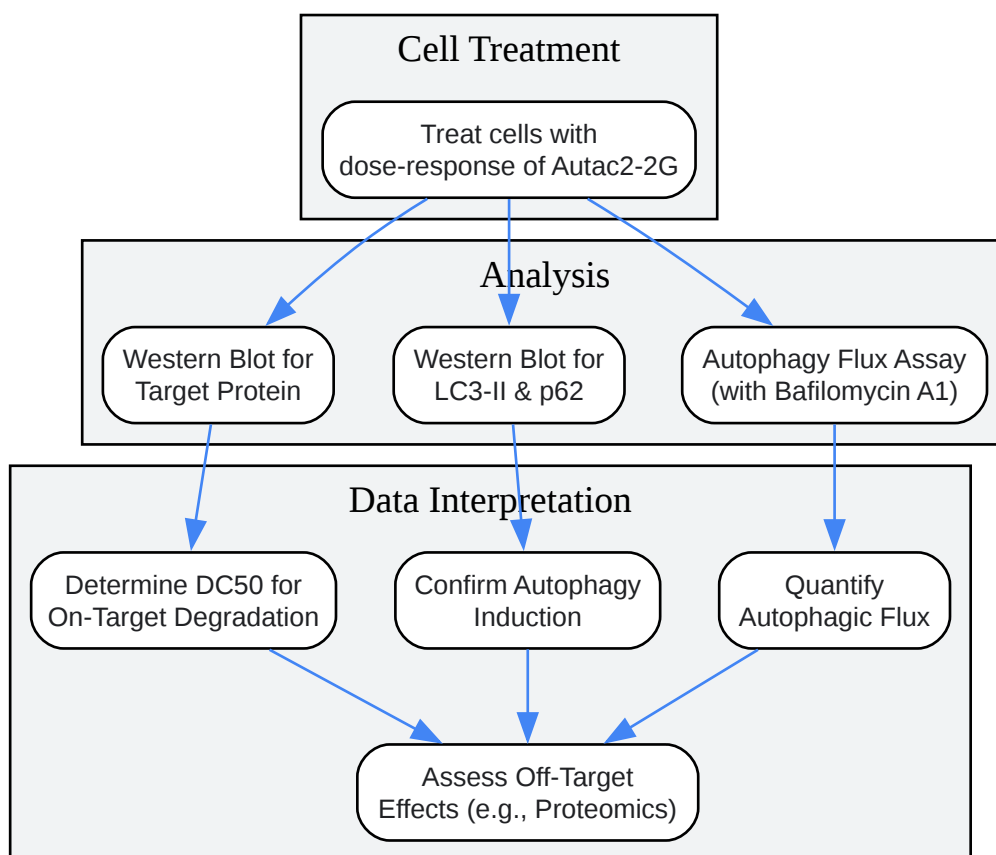 Cell Treatment
Treat cells with
dose-response of Autac2-2G
Analysis
Western Blot for
Target Protein
Western Blot for
LC3-II & p62
Autophagy Flux Assay
(with Bafilomycin A1)
Data Interpretation
Determine DC50 for
On-Target Degradation
Confirm Autophagy
Induction
Quantify
Autophagic Flux
Assess Off-Target
Effects (e.g., Proteomics)